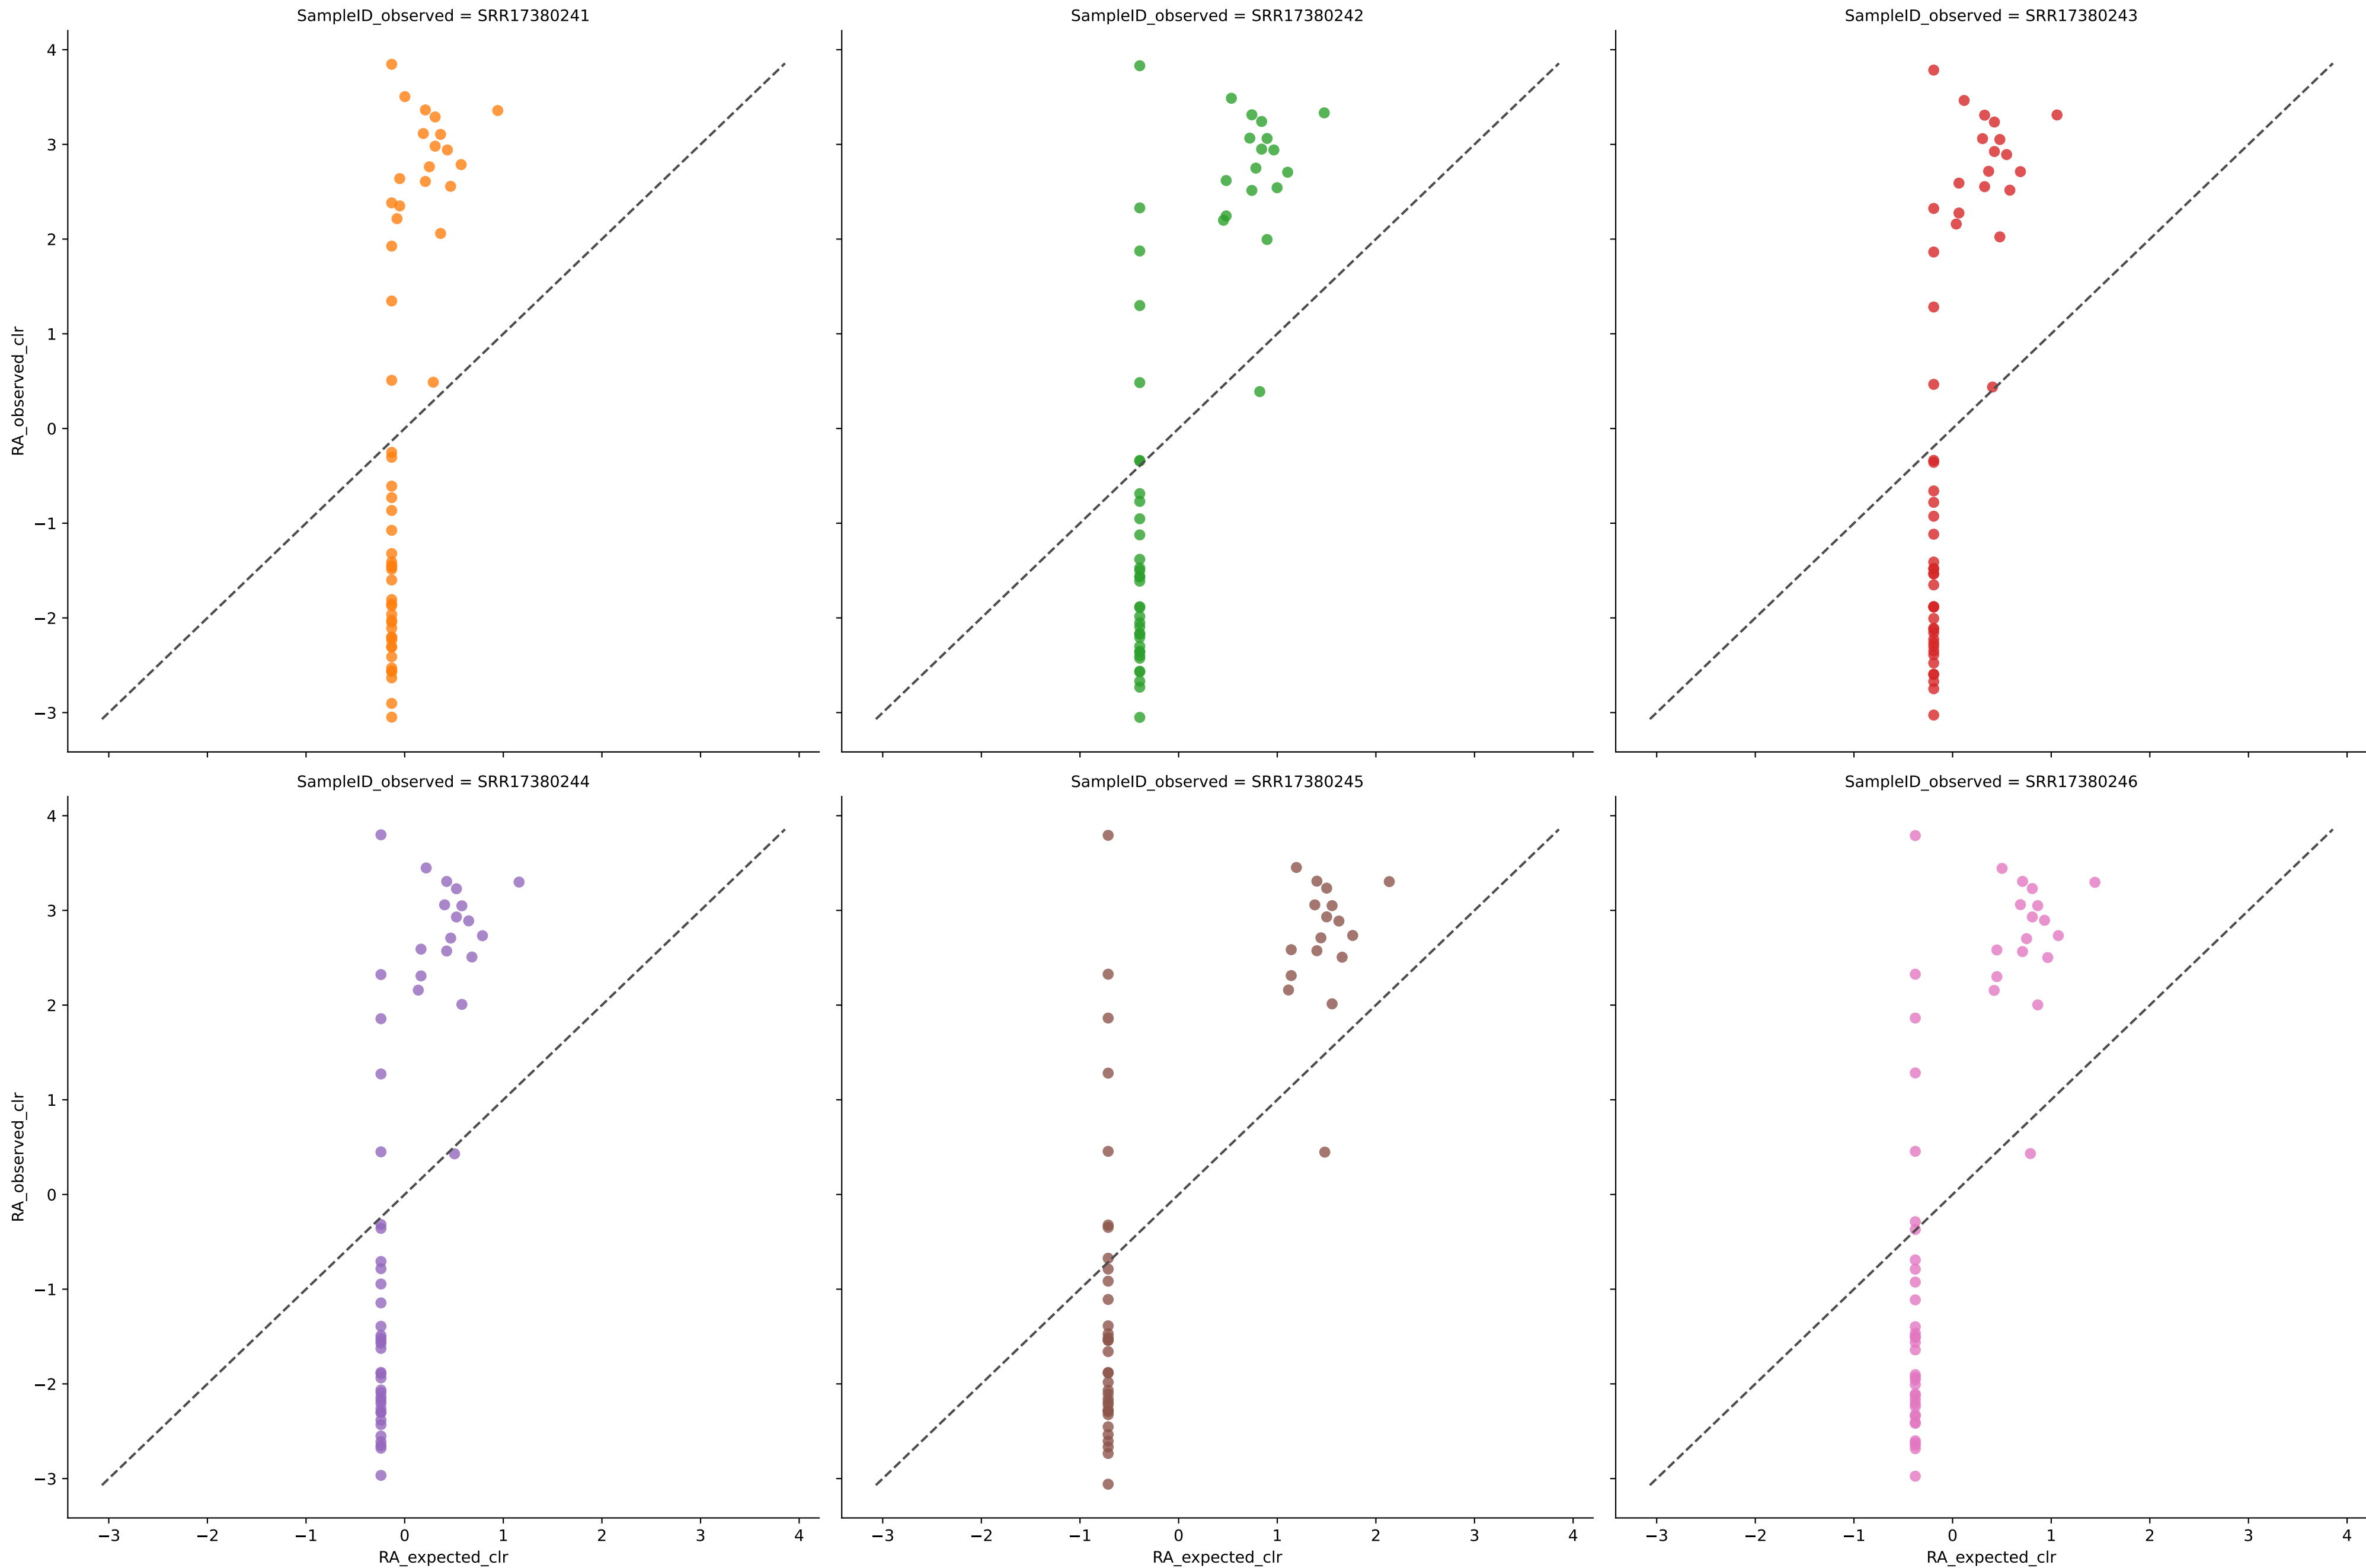 SampleID_observed = SRR17380241
SampleID_observed = SRR17380242
SampleID_observed = SRR17380243
4
3
2
1
0
−1
−2
−3
RA_observed_clr
SampleID_observed = SRR17380244
SampleID_observed = SRR17380245
SampleID_observed = SRR17380246
4
3
2
1
0
−1
−2
−3
RA_observed_clr
−3 −2 −1 0 1 2 3 4
−3 −2 −1 0 1 2 3 4
−3 −2 −1 0 1 2 3 4
RA_expected_clr
RA_expected_clr
RA_expected_clr